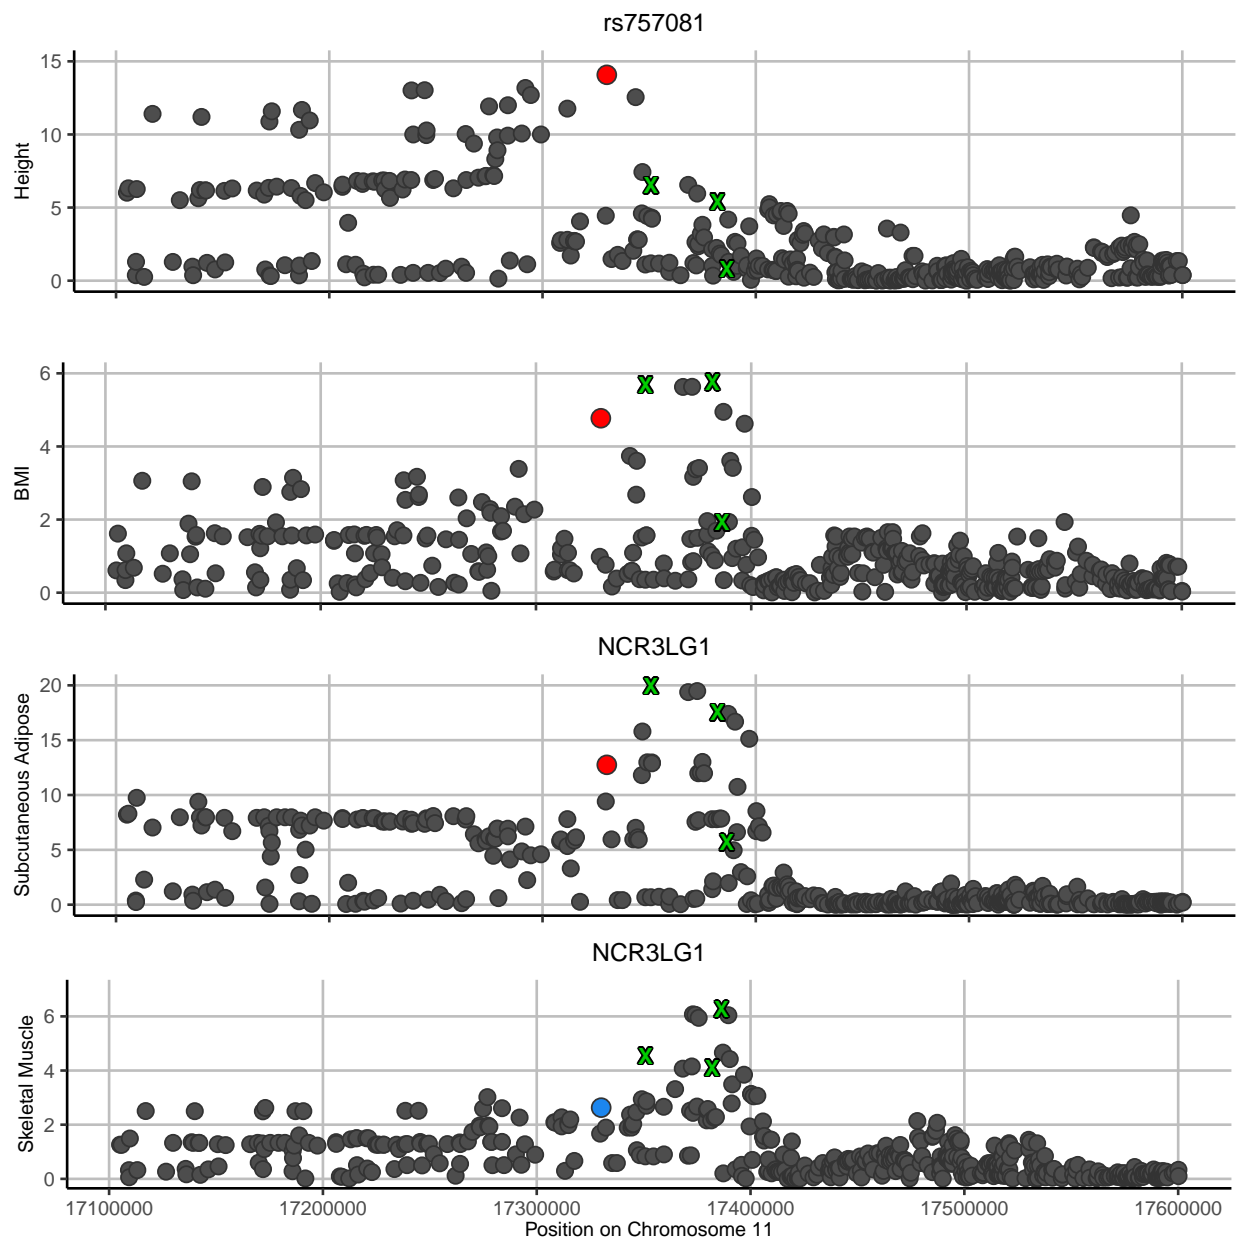 rs757081
15
10
5
0
Height
6
4
2
0
BMI
NCR3LG1
20
15
10
5
0
Subcutaneous Adipose
NCR3LG1
6
4
2
0
Skeletal Muscle
17100000 17200000 17300000 17400000 17500000 17600000
Position on Chromosome 11